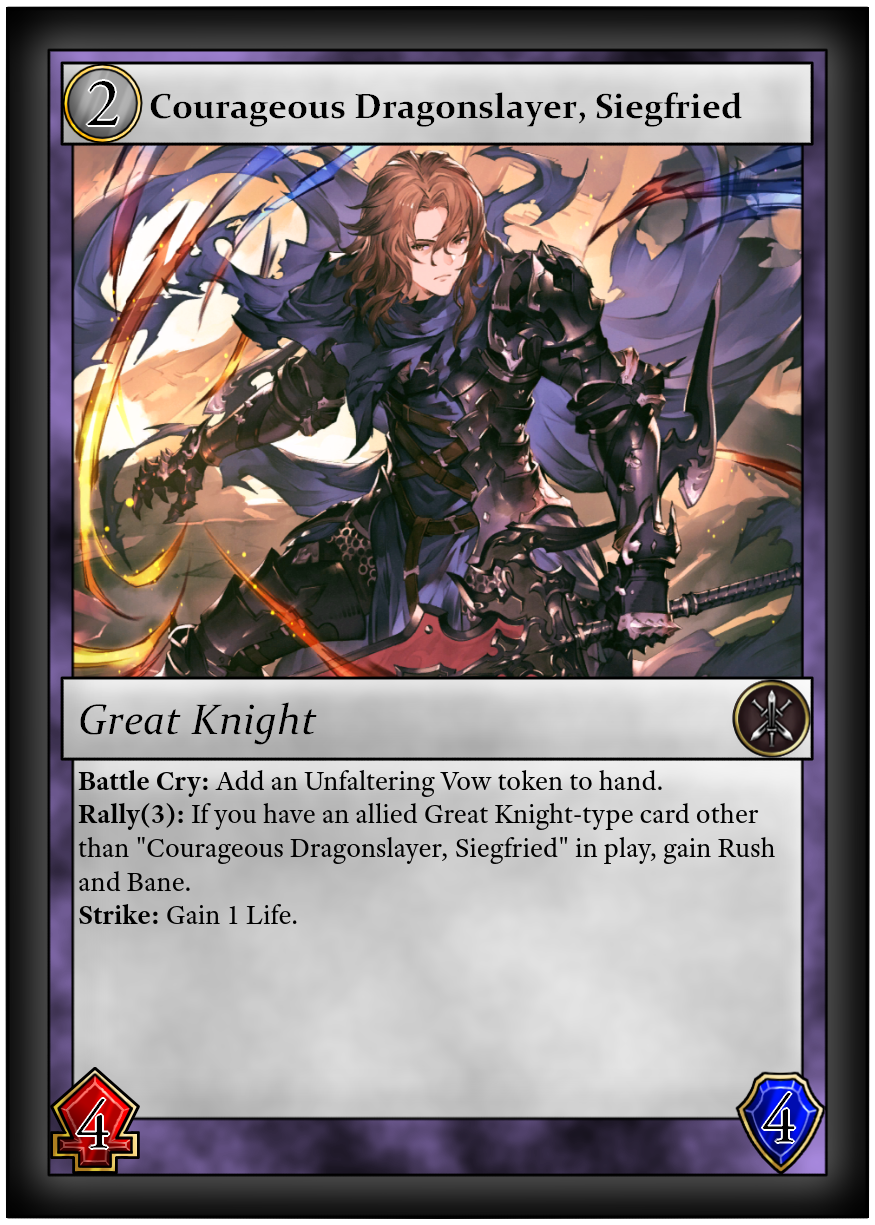 2 Courageous Dragonslayer, Siegfried
Great Knight
Battle Cry: Add an Unfaltering Vow token to hand.
Rally(3): If you have an allied Great Knight-type card other
than "Courageous Dragonslayer, Siegfried" in play, gain Rush
and Bane.
Strike: Gain 1 Life.
4 4